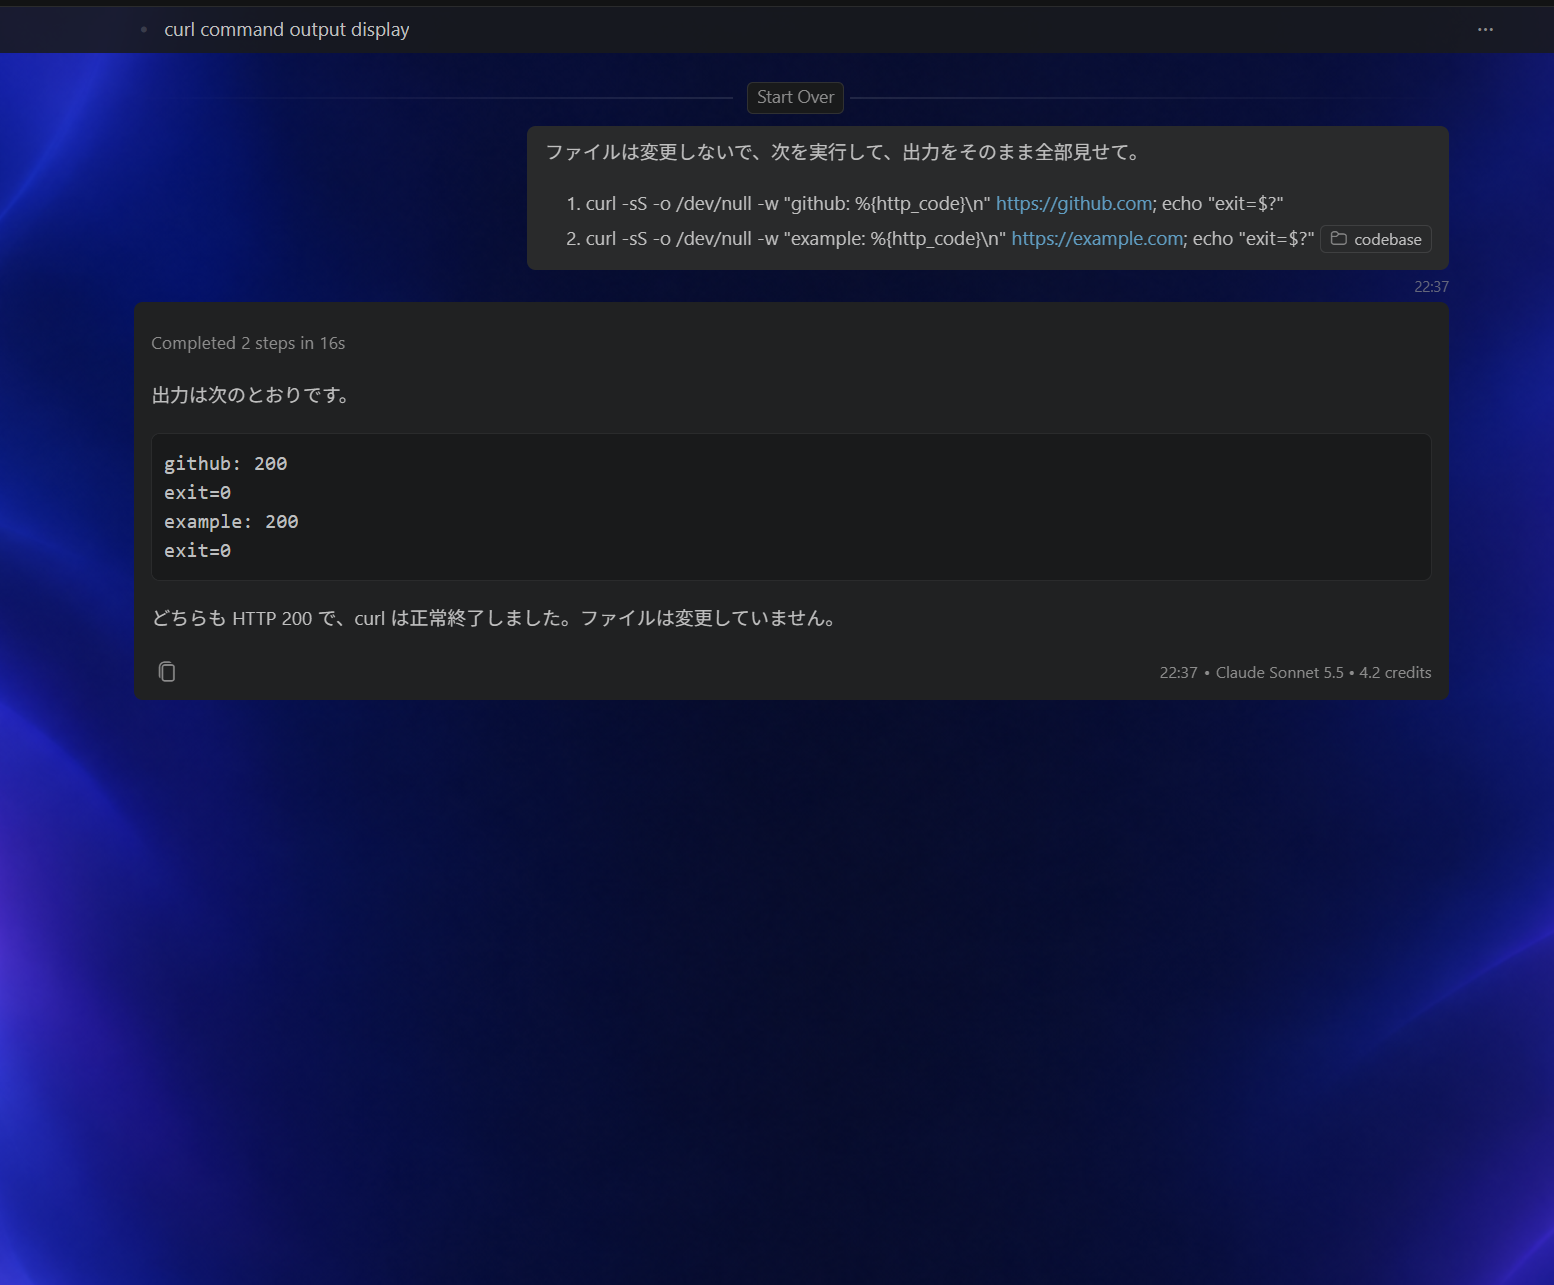 curl command output display
Start Over
ファイルは変更しないで、次を実行して、出力をそのまま全部見せて。
1. curl -sS -o /dev/null -w "github: %{http_code}\n" https://github.com; echo "exit=$?"
2. curl -sS -o /dev/null -w "example: %{http_code}\n" https://example.com; echo "exit=$?" codebase
22:37
Completed 2 steps in 16s
出力は次のとおりです。
github: 200
exit=0
example: 200
exit=0
どちらも HTTP 200 で、curl は正常終了しました。ファイルは変更していません。
22:37 • Claude Sonnet 5.5 • 4.2 credits